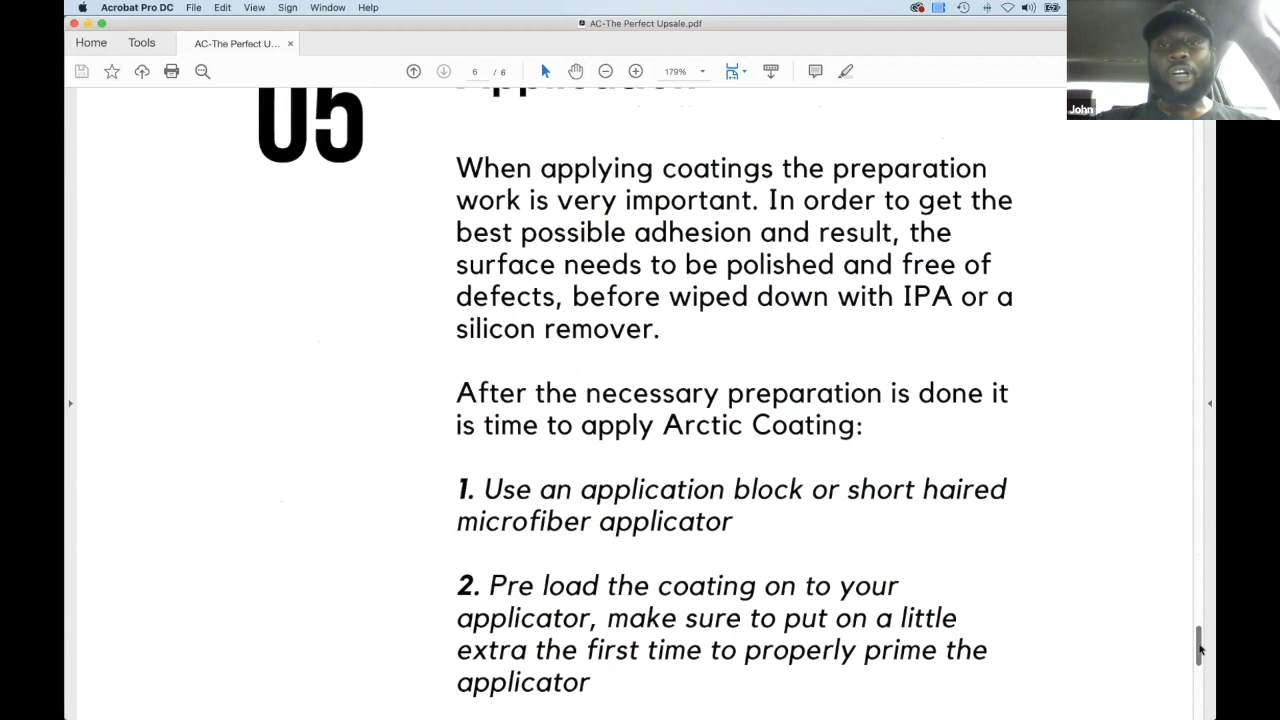 Acrobat Pro DC File Edit View Sign Window Help
AC-The Perfect Upsale.pdf
Home Tools AC-The Perfect U... ×
6 / 6 179%
John
05
Application
When applying coatings the preparation
work is very important. In order to get the
best possible adhesion and result, the
surface needs to be polished and free of
defects, before wiped down with IPA or a
silicon remover.
After the necessary preparation is done it
is time to apply Arctic Coating:
1. Use an application block or short haired
microfiber applicator
2. Pre load the coating on to your
applicator, make sure to put on a little
extra the first time to properly prime the
applicator